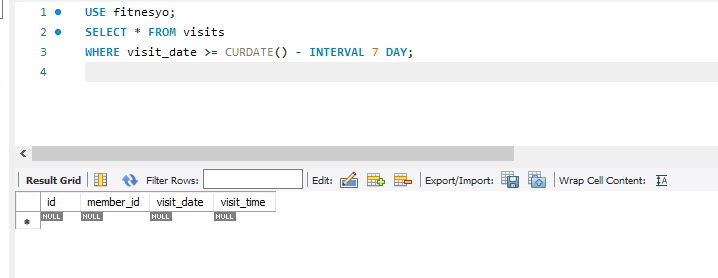 1 USE fitnesyo;
2 SELECT * FROM visits
3 WHERE visit_date >= CURDATE() - INTERVAL 7 DAY;
4
Result Grid Filter Rows: Edit: Export/Import: Wrap Cell Content: IA
id member_id visit_date visit_time
* NULL NULL NULL NULL